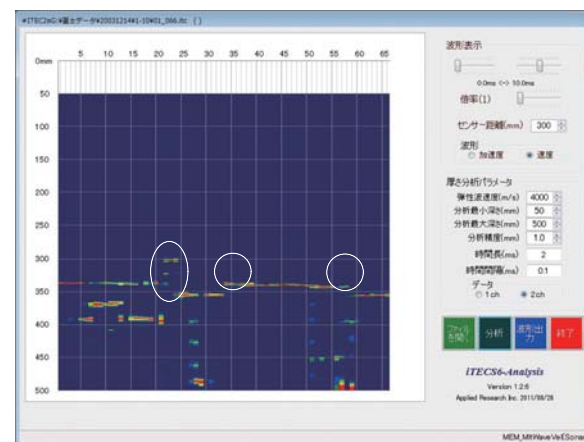 ¥ITEC2mG:¥富士データ¥20031214¥1-10¥01_066.itc ( )
5 10 15 20 25 30 35 40 45 50 55 60 65
0mm
50
100
150
200
250
300
350
400
450
500
波形表示
0.0ms <-> 10.0ms
倍率(1)
センサー距離(mm) 300
波形
加速度 速度
厚さ分析パラメータ
弾性波速度(m/s) 4000
分析最小深さ(mm) 50
分析最大深さ(mm) 500
分析精度(mm) 1.0
時間長(ms) 2
時間間隔(ms) 0.1
データ
1ch 2ch
ファイルを開く 分析 波形出力 終了
iTECS6-Analysis
Version 1.2.6
Applied Research Inc. 2011/08/26